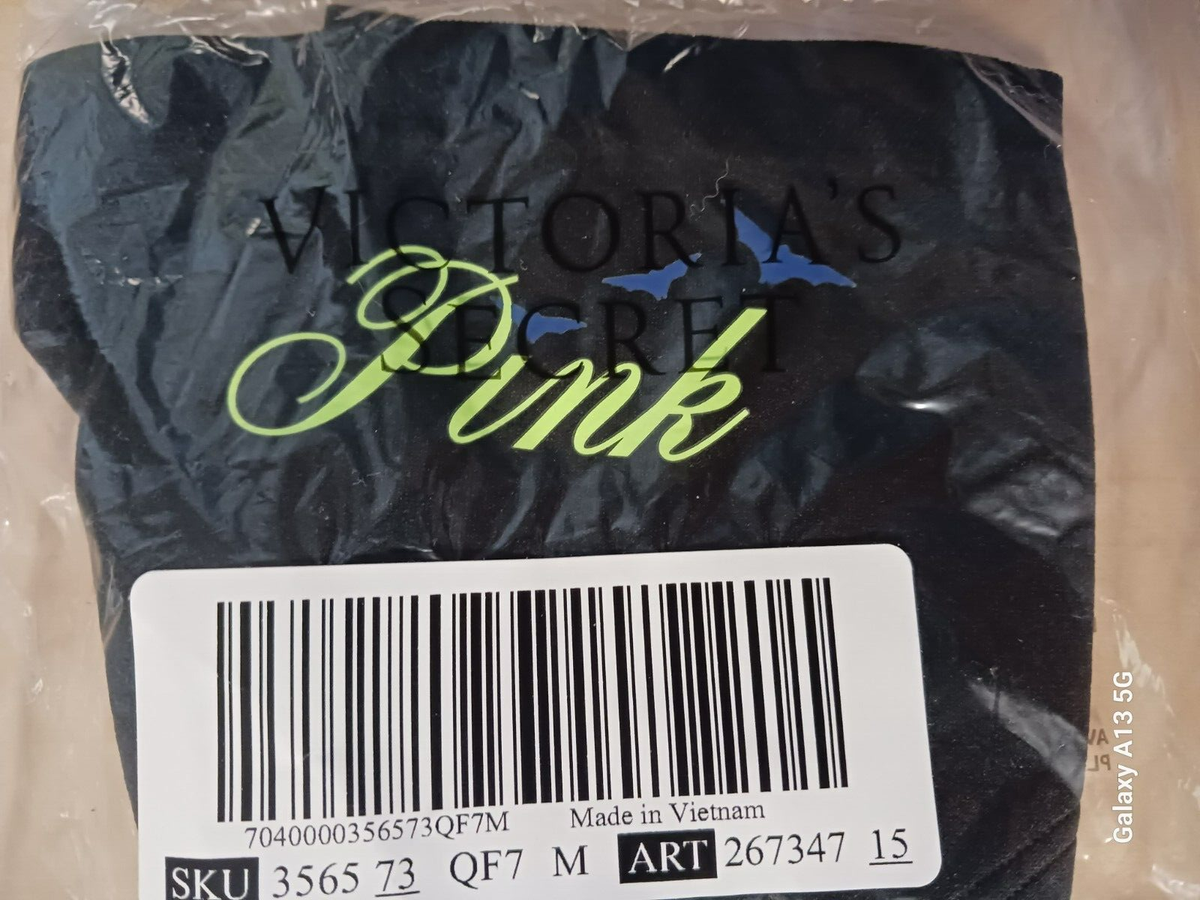 VICTORIA'S
SECRET
Pink
7040000356573QF7M Made in Vietnam
SKU 3565 73 QF7 M ART 267347 15
Galaxy A13 5G